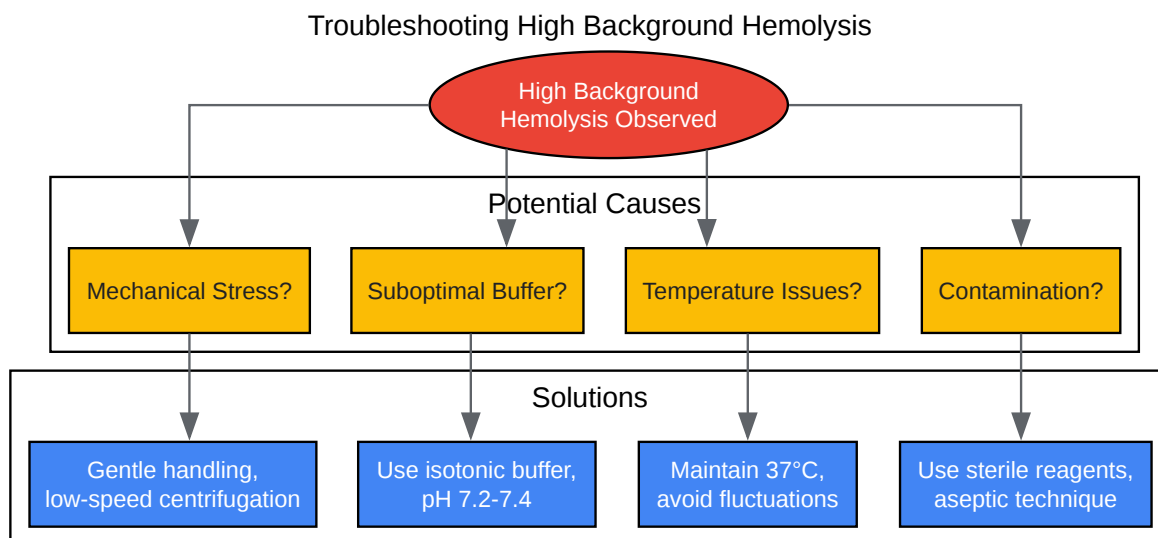 Troubleshooting High Background Hemolysis
High Background
Hemolysis Observed
Potential Causes
Mechanical Stress?
Suboptimal Buffer?
Temperature Issues?
Contamination?
Solutions
Gentle handling,
low-speed centrifugation
Use isotonic buffer,
pH 7.2-7.4
Maintain 37°C,
avoid fluctuations
Use sterile reagents,
aseptic technique